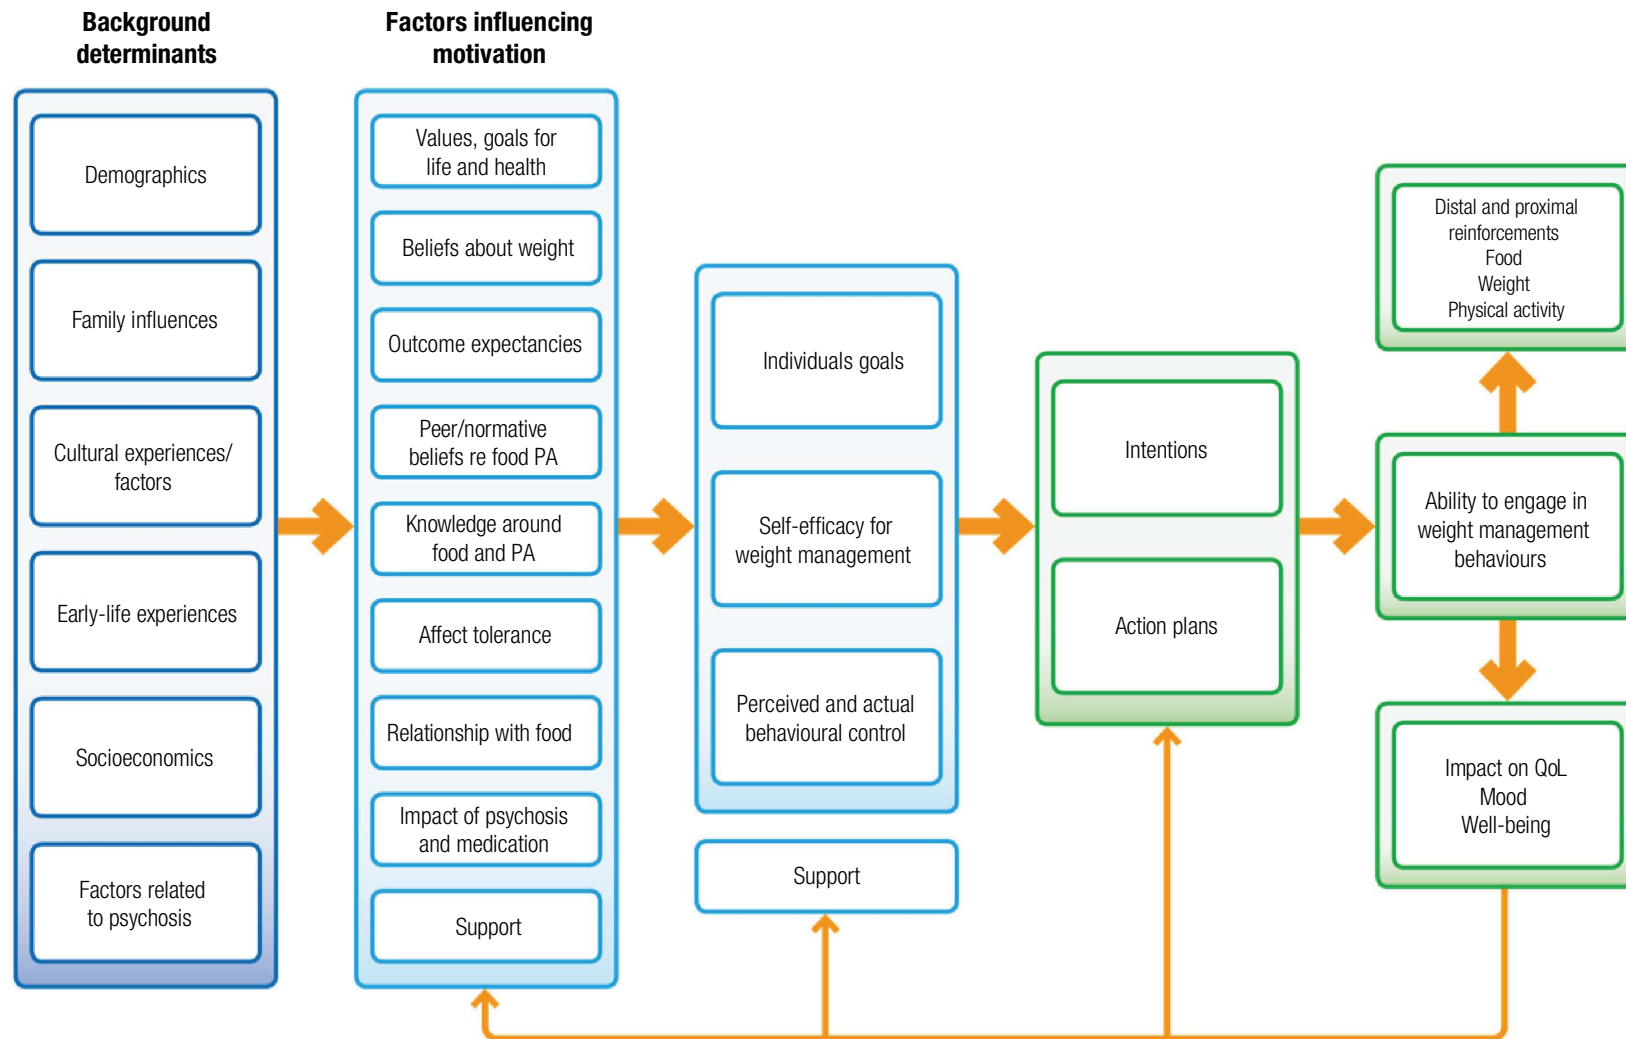 Background
determinants
Factors influencing
motivation
Demographics
Family influences
Cultural experiences/
factors
Early-life experiences
Socioeconomics
Factors related
to psychosis
Values, goals for
life and health
Beliefs about weight
Outcome expectancies
Peer/normative
beliefs re food PA
Knowledge around
food and PA
Affect tolerance
Relationship with food
Impact of psychosis
and medication
Support
Individuals goals
Self-efficacy for
weight management
Perceived and actual
behavioural control
Support
Intentions
Action plans
Distal and proximal
reinforcements
Food
Weight
Physical activity
Ability to engage in
weight management
behaviours
Impact on QoL
Mood
Well-being